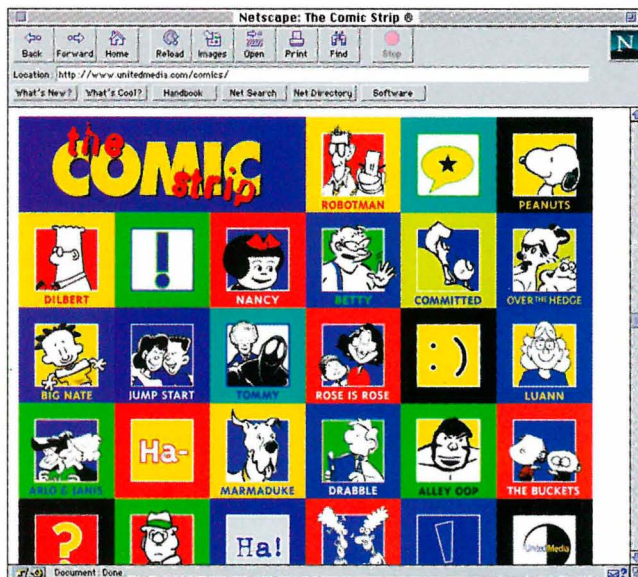 Netscape: The Comic Strip ®
Back Forward Home Reload Images Open Print Find Stop
N
Location: http://www.unitedmedia.com/comics/
What's New? What's Cool? Handbook Net Search Net Directory Software
the
COMIC
strip
ROBOTMAN
PEANUTS
DILBERT
!
NANCY
BETTY
COMMITTED
OVER THE HEDGE
BIG NATE
JUMP START
TOMMY
ROSE IS ROSE
:)
LUANN
ARLO & JANIS
Ha-
MARMADUKE
DRABBLE
ALLEY OOP
THE BUCKETS
?
Ha!
!
United Media
Document: Done
?